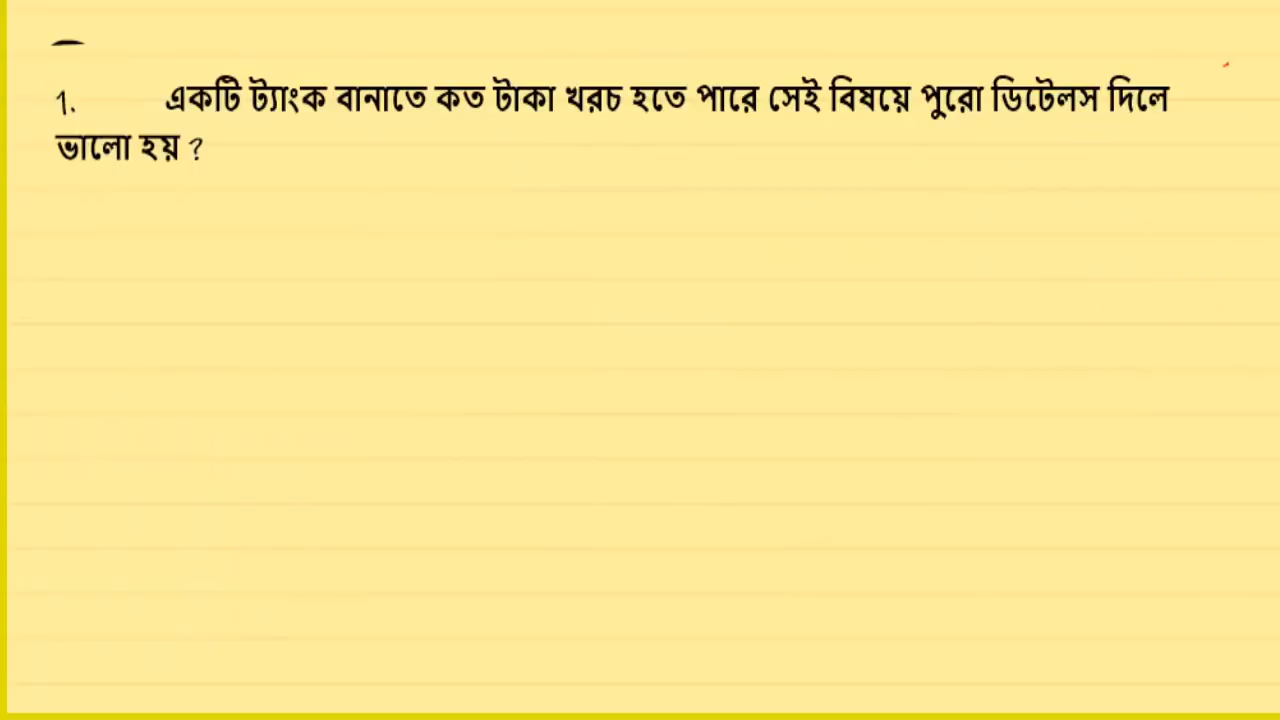 1. একটি ট্যাংক বানাতে কত টাকা খরচ হতে পারে সেই বিষয়ে পুরো ডিটেলস দিলে
ভালো হয় ?